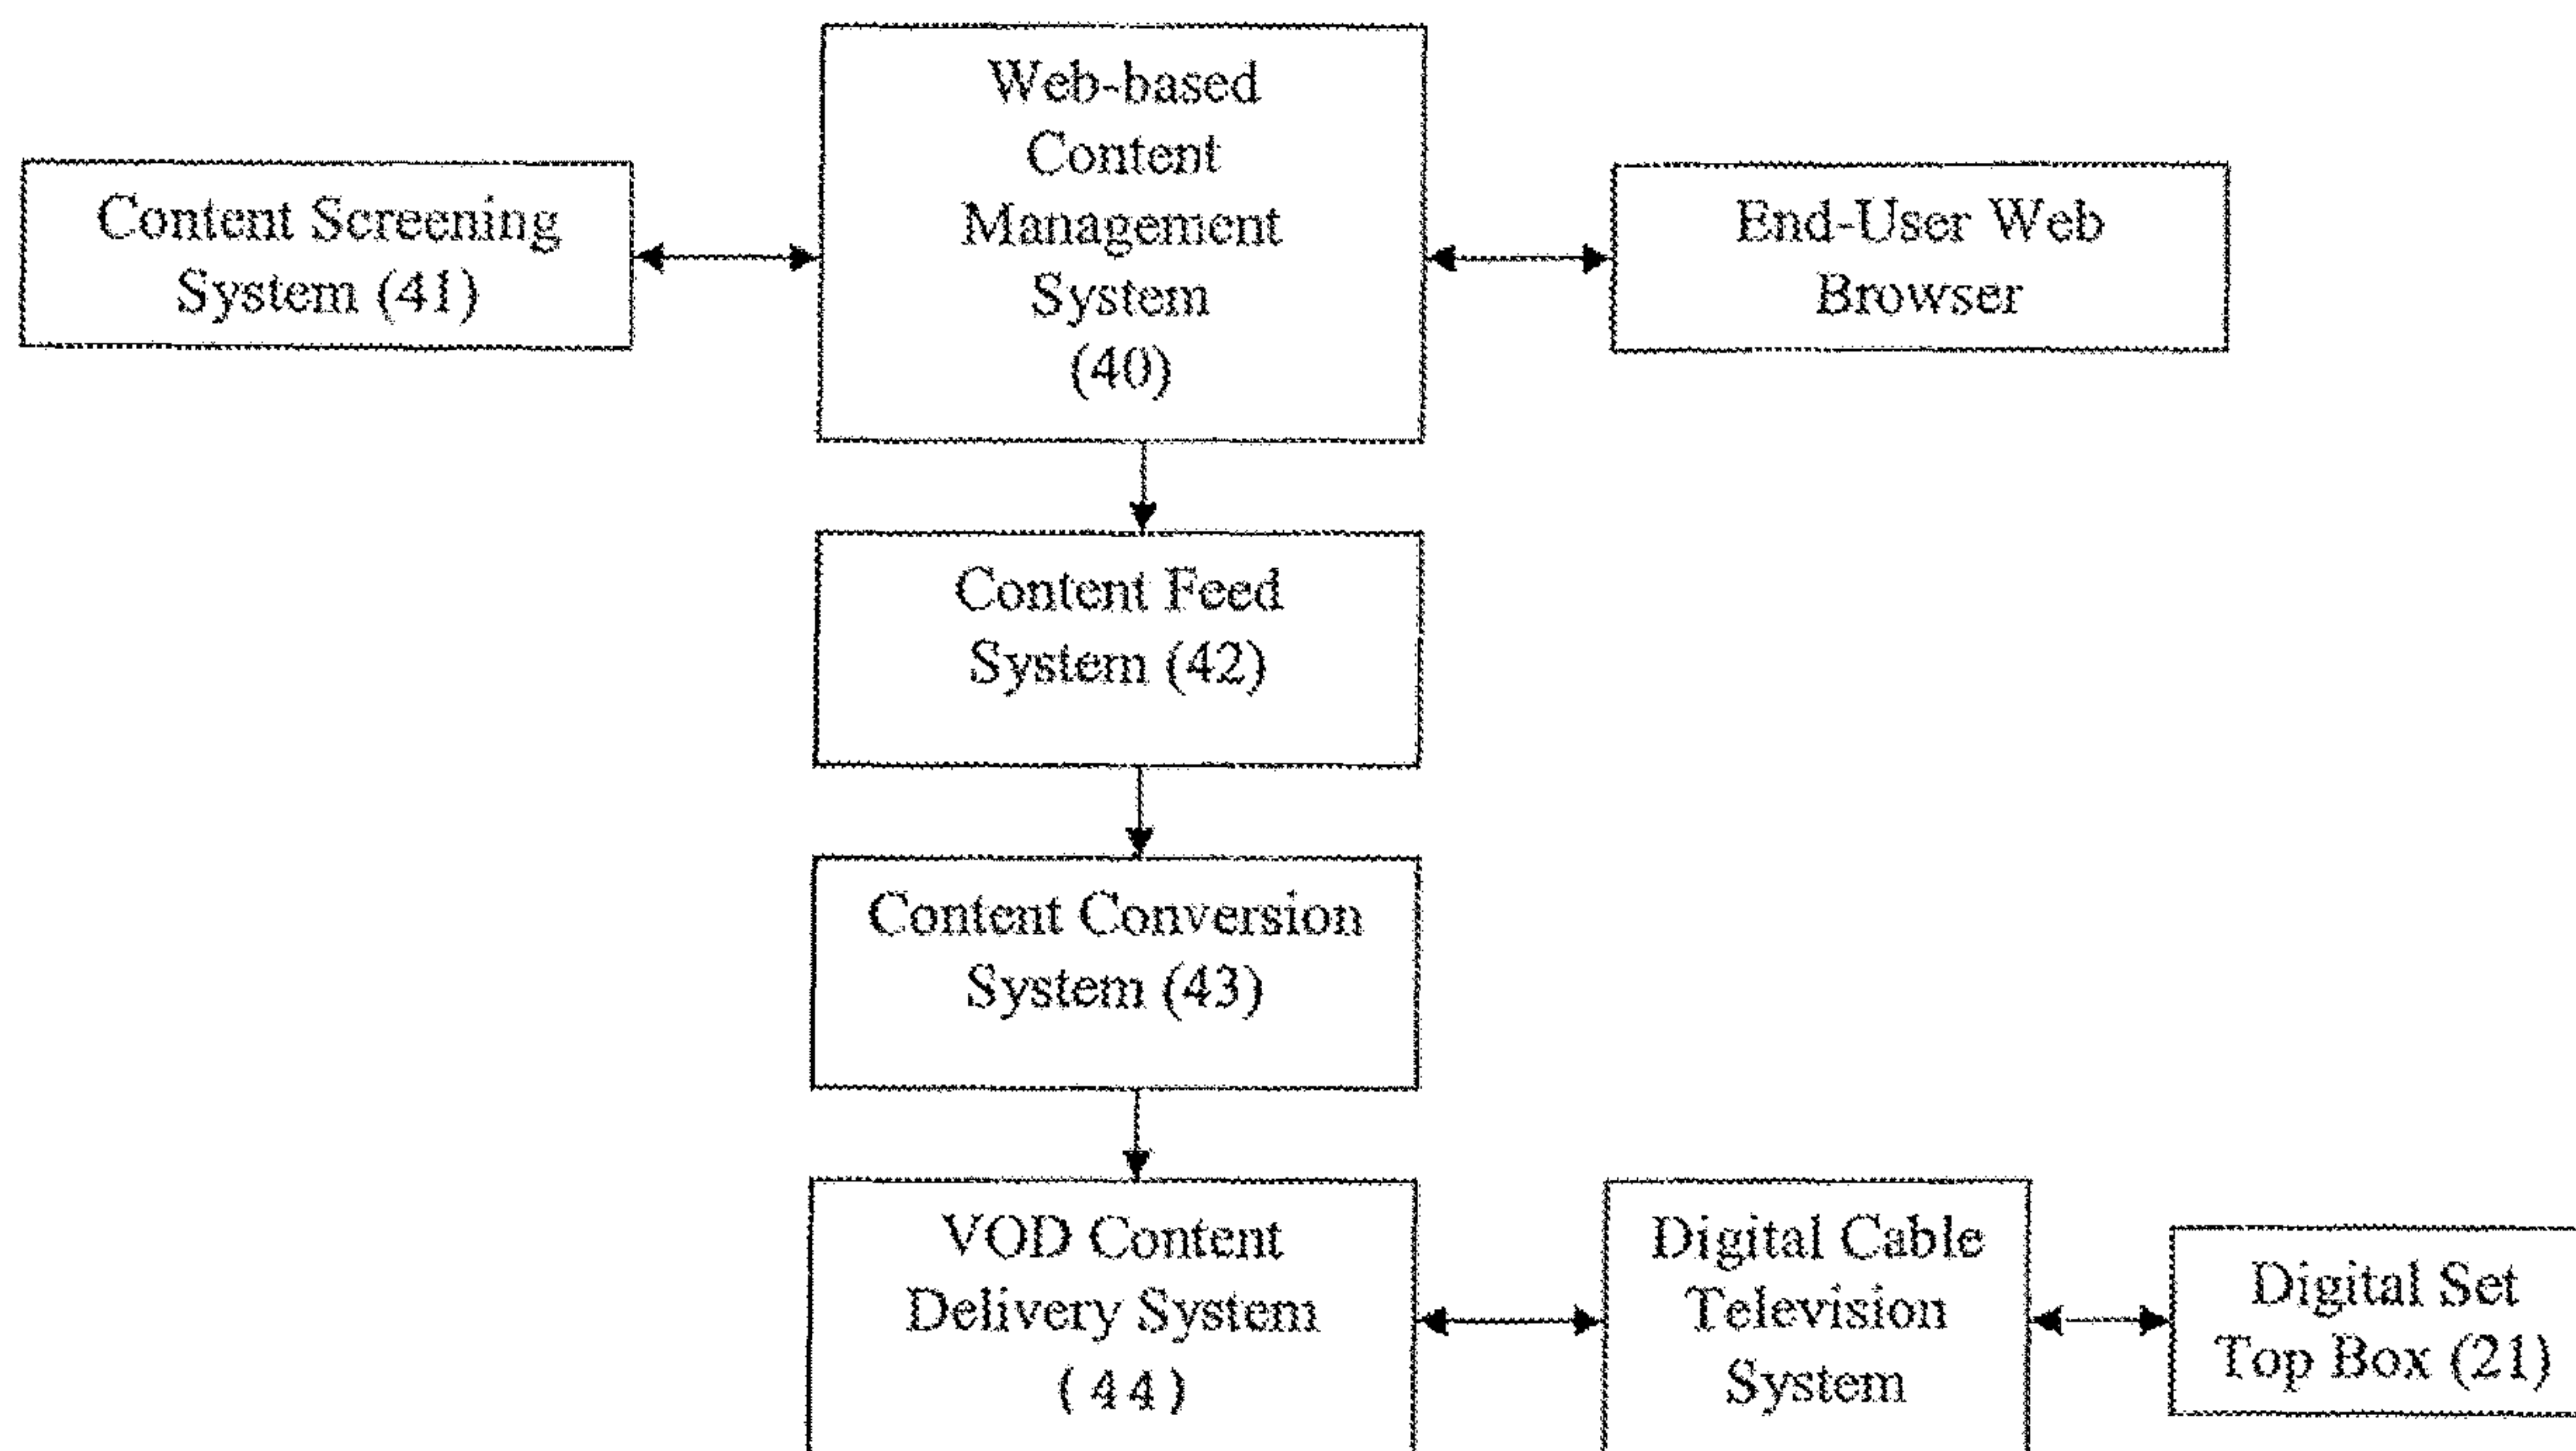 Web-based
Content
Management
System
(40)
Content Screening
System (41)
End-User Web
Browser
Content Feed
System (42)
Content Conversion
System (43)
VOD Content
Delivery System
(44)
Digital Cable
Television
System
Digital Set
Top Box (21)